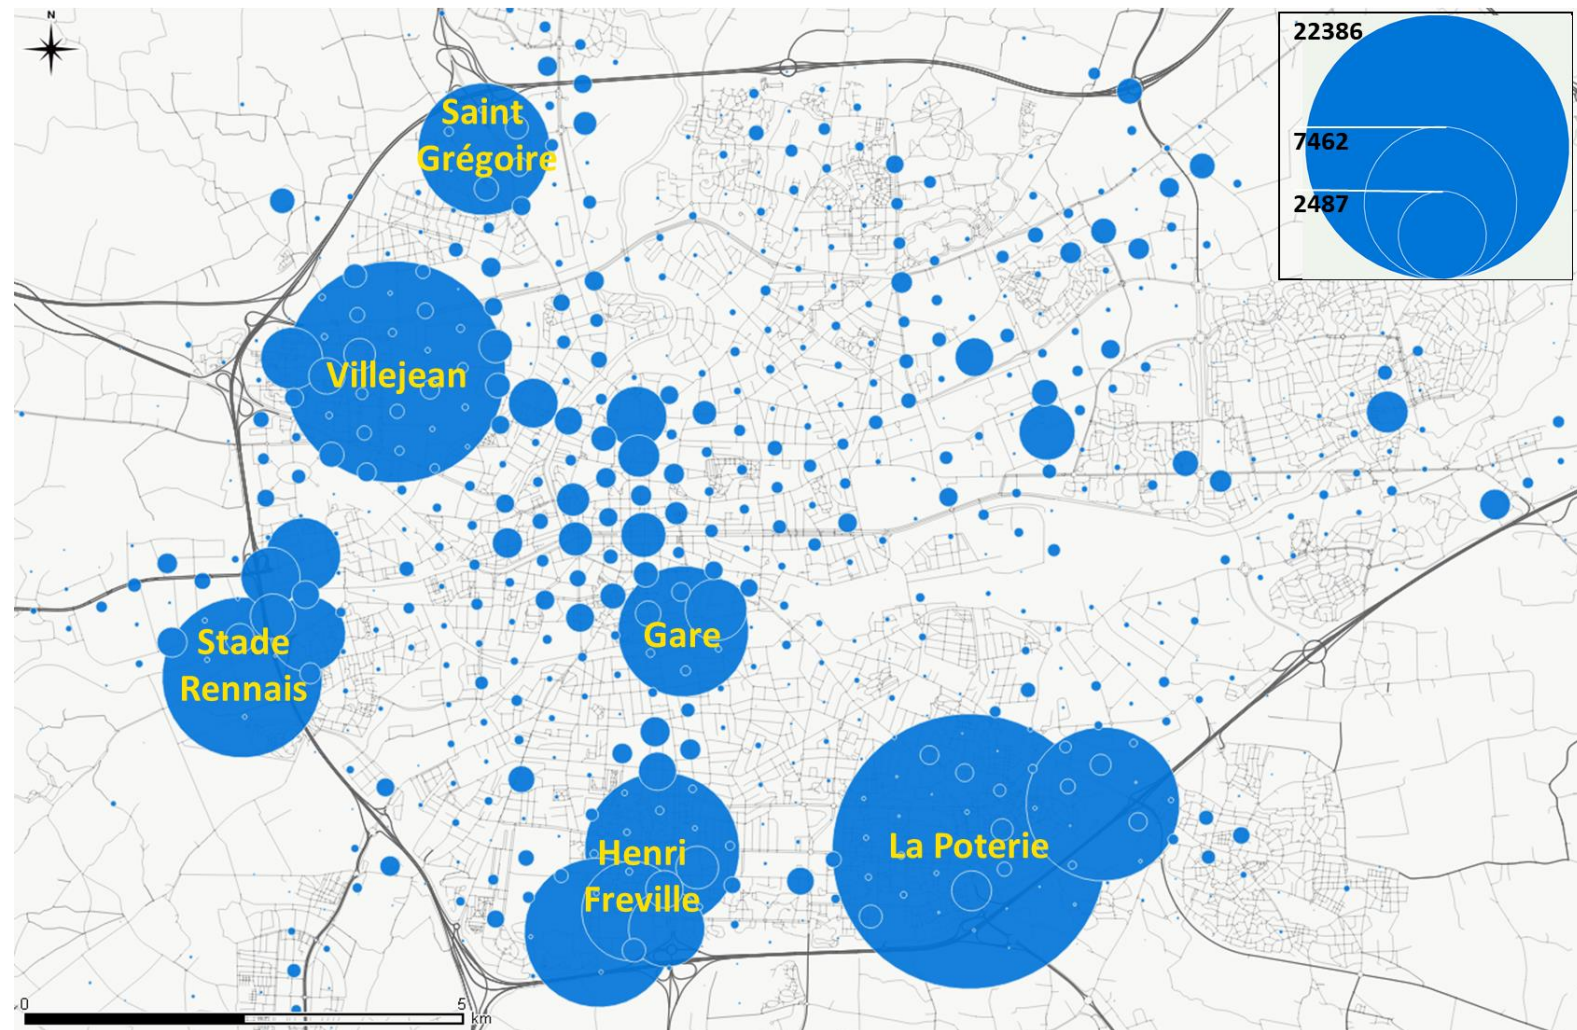 N
22386
7462
2487
Saint
Grégoire
Villejean
Stade
Rennais
Gare
Henri
Freville
La Poterie
0
5
km